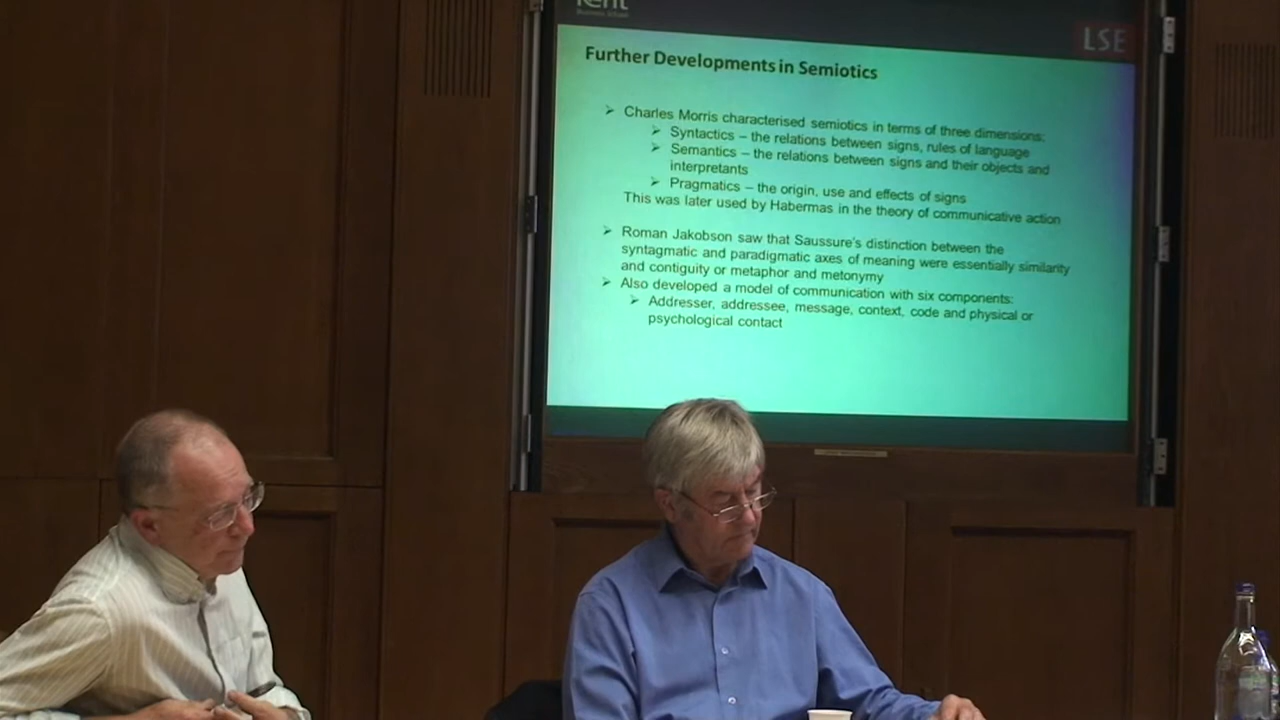 Kent
Business School
LSE
Further Developments in Semiotics
➢ Charles Morris characterised semiotics in terms of three dimensions:
➢ Syntactics – the relations between signs, rules of language
➢ Semantics – the relations between signs and their objects and
interpretants
➢ Pragmatics – the origin, use and effects of signs
This was later used by Habermas in the theory of communicative action
➢ Roman Jakobson saw that Saussure's distinction between the
syntagmatic and paradigmatic axes of meaning were essentially similarity
and contiguity or metaphor and metonymy
➢ Also developed a model of communication with six components:
➢ Addresser, addressee, message, context, code and physical or
psychological contact